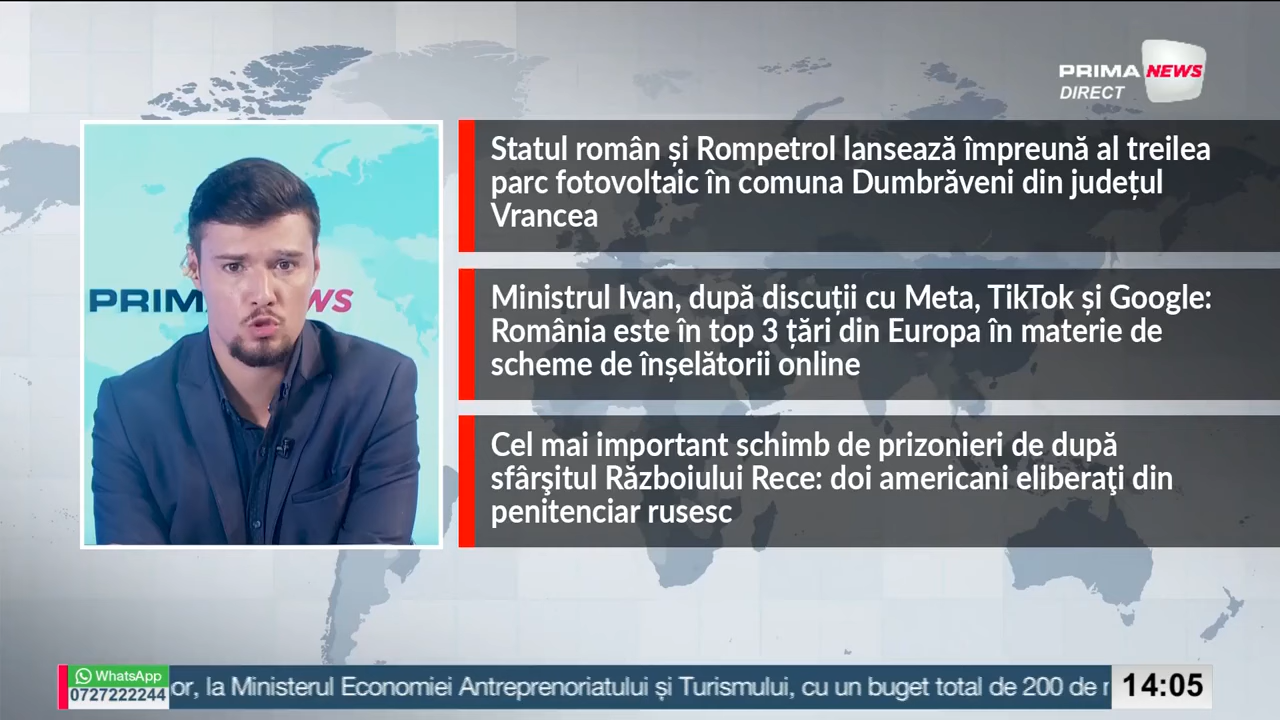 PRIMA NEWS
DIRECT
Statul român și Rompetrol lansează împreună al treilea
parc fotovoltaic în comuna Dumbrăveni din județul
Vrancea
PRIM WS
Ministrul Ivan, după discuții cu Meta, TikTok și Google:
România este în top 3 țări din Europa în materie de
scheme de înșelătorii online
Cel mai important schimb de prizonieri de după
sfârşitul Războiului Rece: doi americani eliberaţi din
penitenciar rusesc
WhatsApp
0727222244
or, la Ministerul Economiei Antreprenoriatului și Turismului, cu un buget total de 200 de
14:05